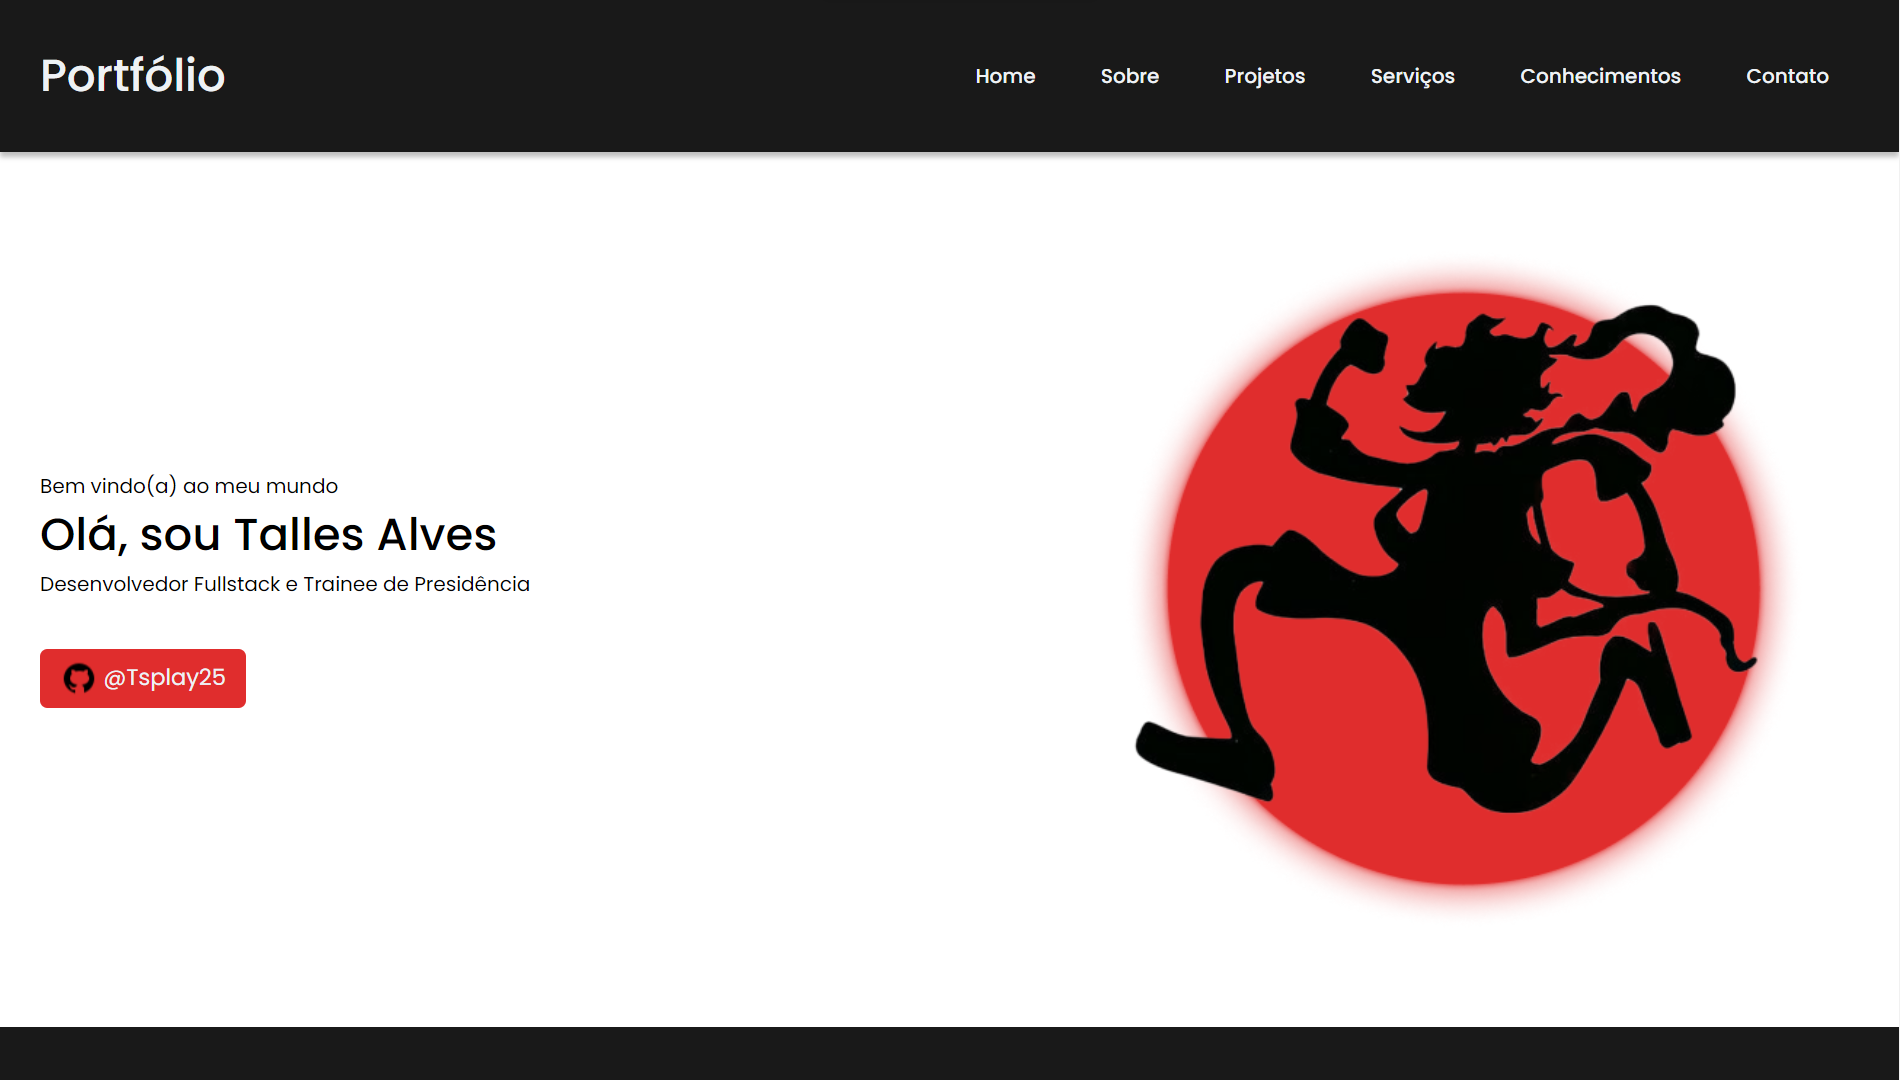 Portfólio
Home Sobre Projetos Serviços Conhecimentos Contato
Bem vindo(a) ao meu mundo
Olá, sou Talles Alves
Desenvolvedor Fullstack e Trainee de Presidência
@Tsplay25